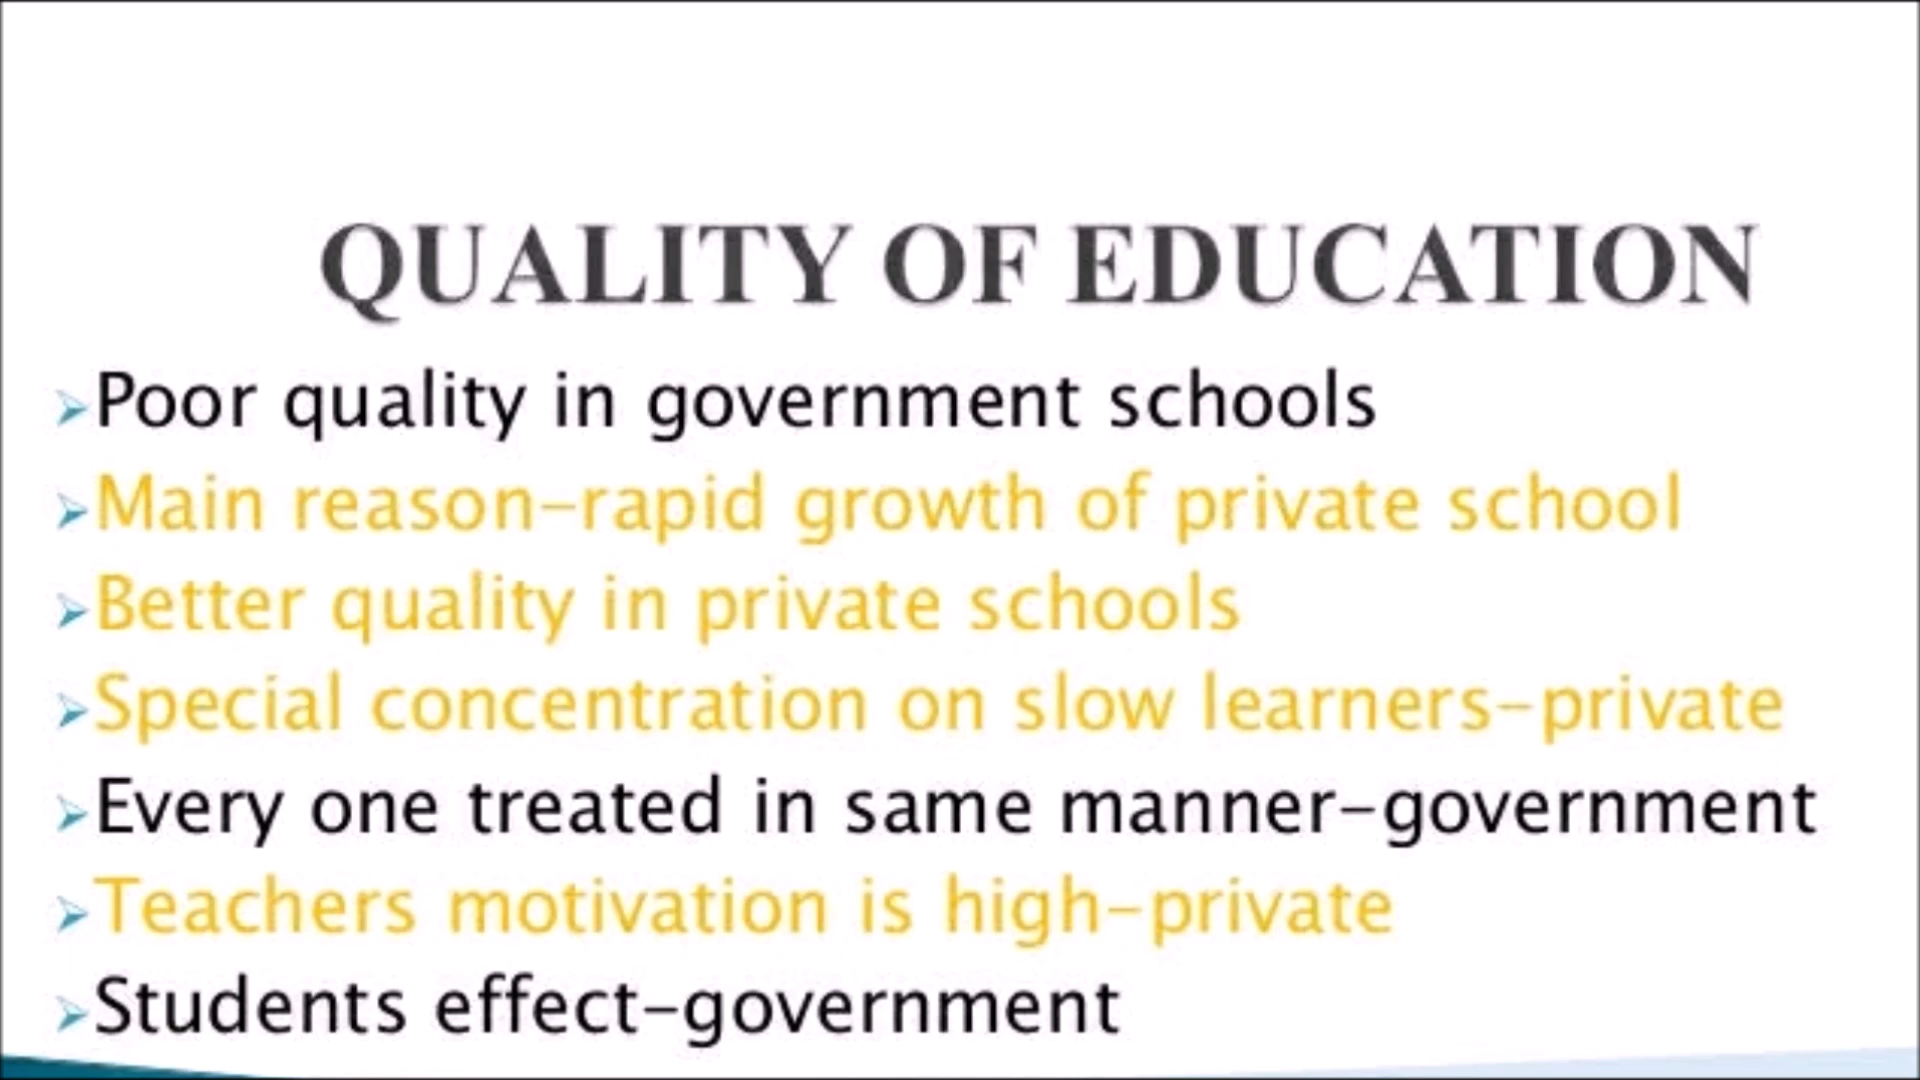 QUALITY OF EDUCATION
Poor quality in government schools
Main reason-rapid growth of private school
Better quality in private schools
Special concentration on slow learners-private
Every one treated in same manner-government
Teachers motivation is high-private
Students effect-government